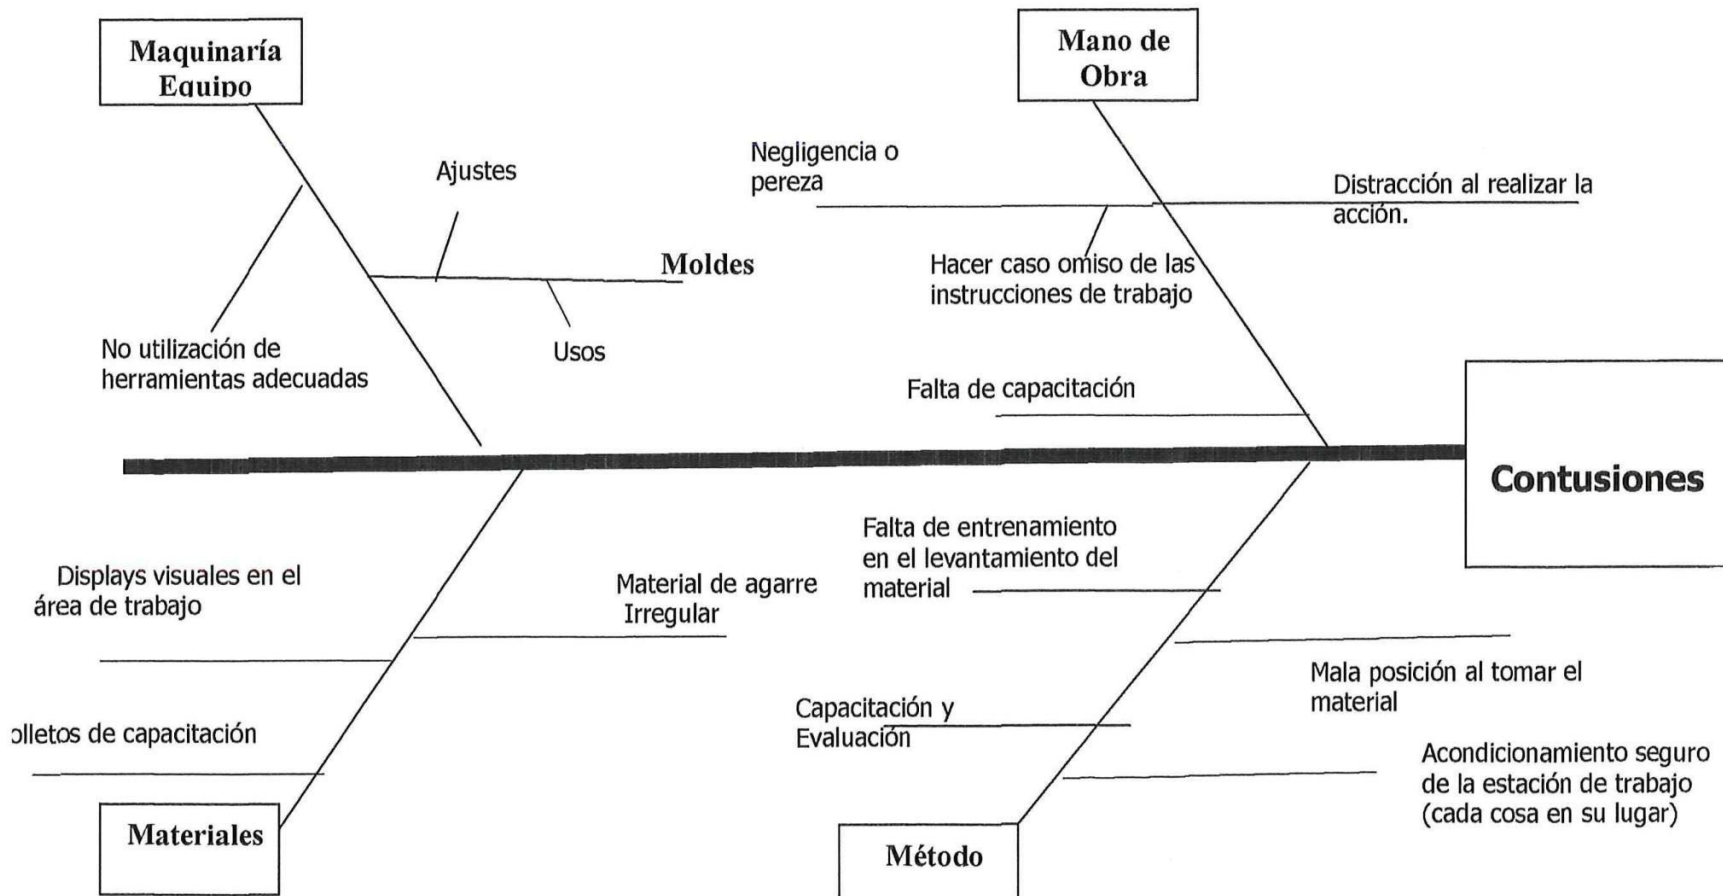 Maquinaría
Equipo
Mano de
Obra
Ajustes
Negligencia o
pereza
Distracción al realizar la
acción.
Moldes
Hacer caso omiso de las
instrucciones de trabajo
No utilización de
herramientas adecuadas
Usos
Falta de capacitación
Contusiones
Falta de entrenamiento
en el levantamiento del
material
Displays visuales en el
área de trabajo
Material de agarre
Irregular
Mala posición al tomar el
material
Capacitación y
Evaluación
olletos de capacitación
Acondicionamiento seguro
de la estación de trabajo
(cada cosa en su lugar)
Materiales
Método